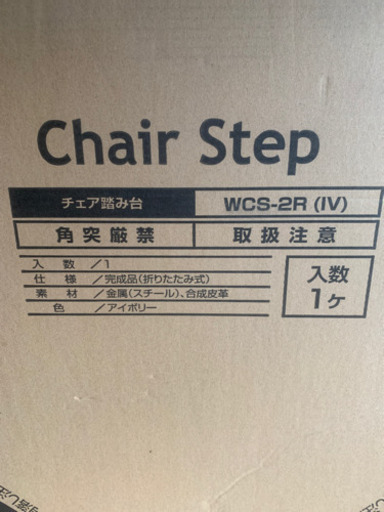 Chair Step
チェア踏み台 WCS-2R (IV)
角突厳禁 取扱注意
入数/1
仕様/完成品(折りたたみ式)
素材/金属(スチール)、合成皮革
色/アイボリー
入数
1ヶ